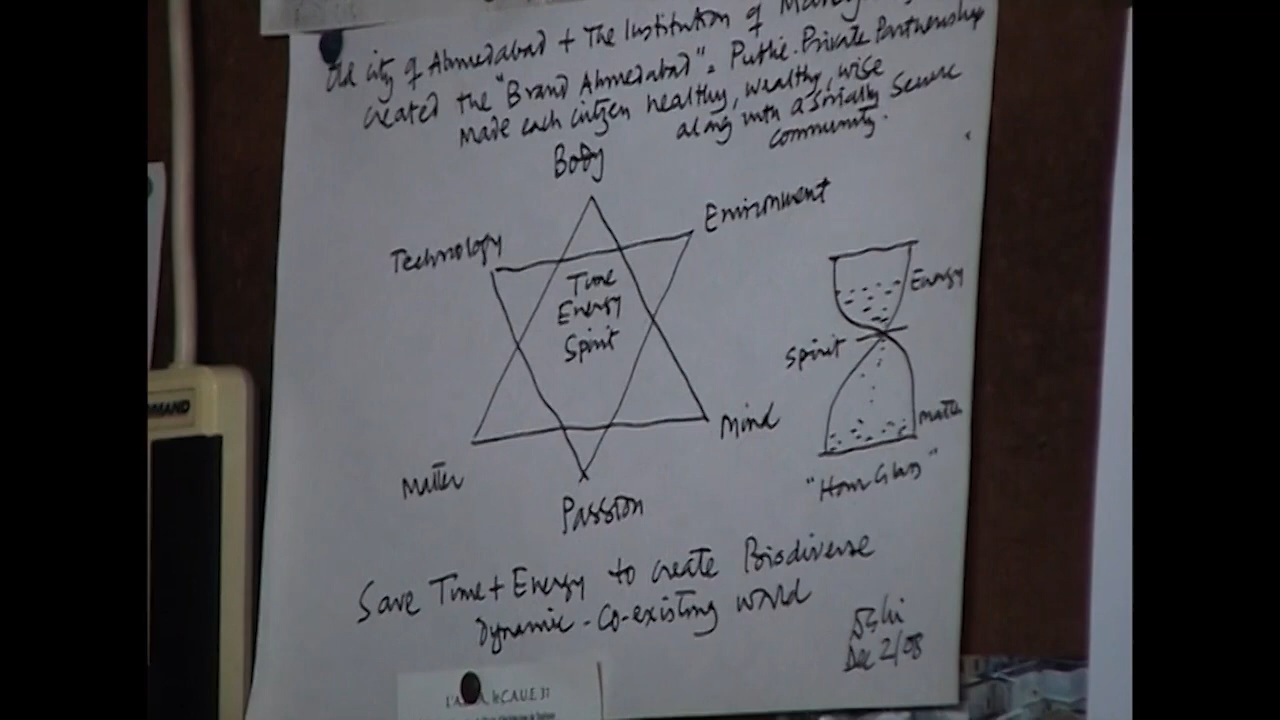 Old city of Ahmedabad + The Institution of
created the "Brand Ahmedabad". Public-Private Partnership
made each citizen healthy, wealthy, wise
along with a socially secure
community.
Body
Environment
Technology
Time
Energy
Spirit
Energy
Spirit
Matter
Mind
Matter
"Hour Glass"
Passion
Save Time + Energy to create Biodiverse
Dynamic - Co-existing world
Dec 2/08
MAND